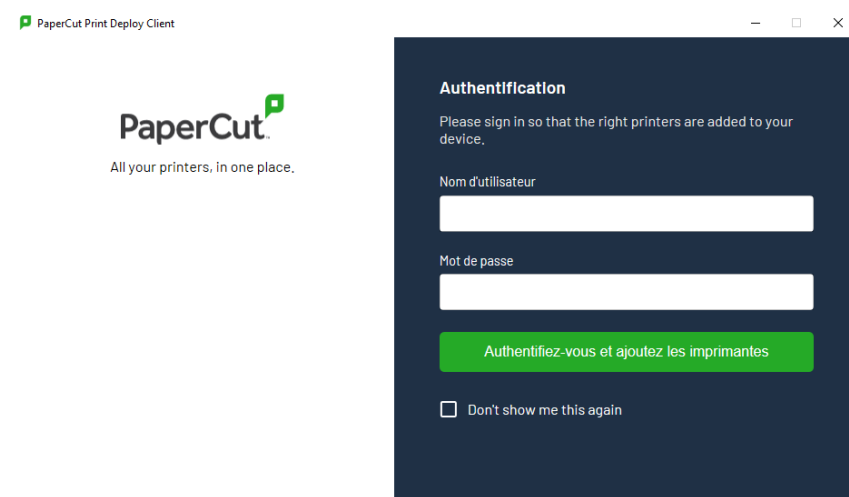 PaperCut Print Deploy Client
PaperCut™
All your printers, in one place.
Authentification
Please sign in so that the right printers are added to your
device.
Nom d'utilisateur
Mot de passe
Authentifiez-vous et ajoutez les imprimantes
Don't show me this again